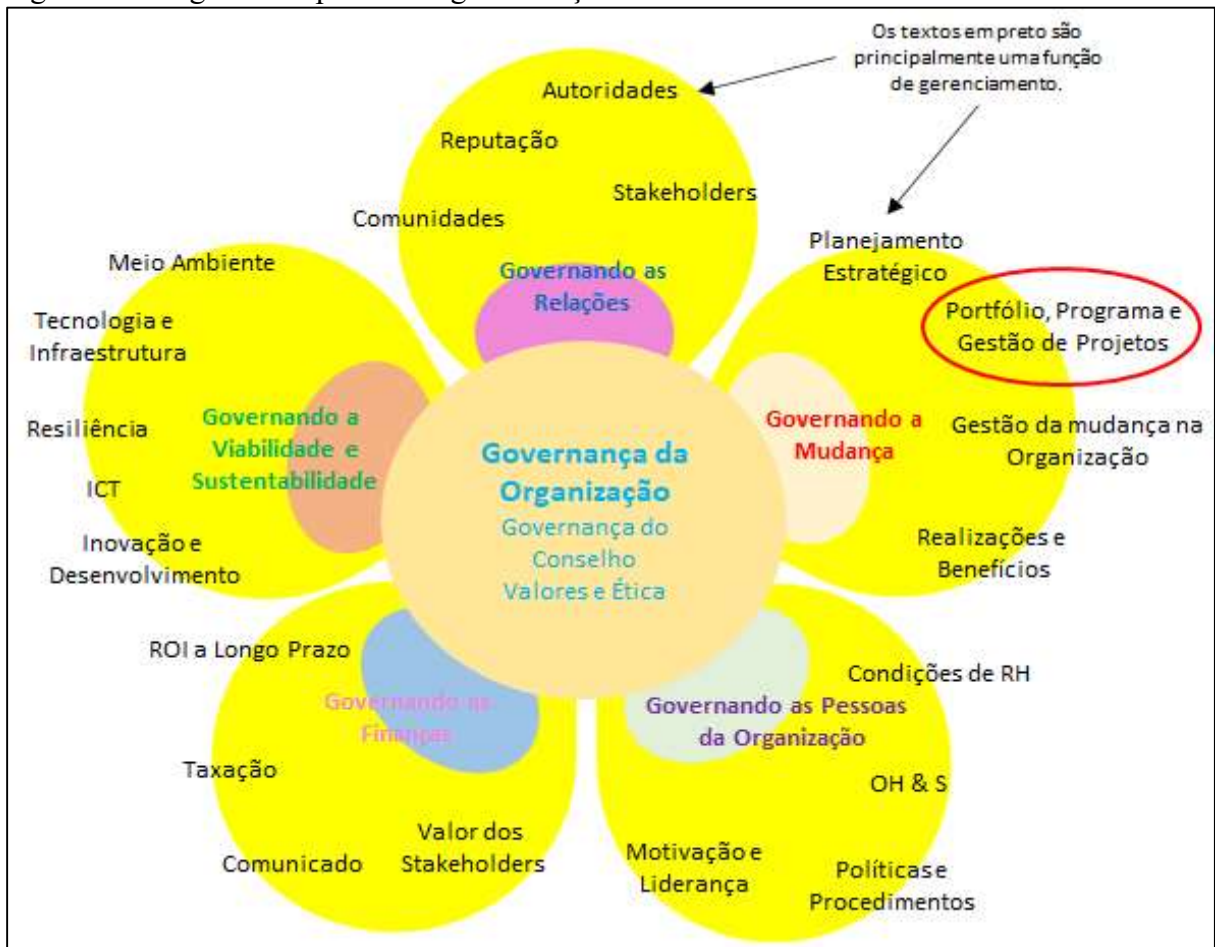 Os textos em preto são
principalmente uma função
de gerenciamento.
Autoridades
Reputação
Stakeholders
Comunidades
Governando as
Relações
Planejamento
Estratégico
Portfólio, Programa e
Gestão de Projetos
Gestão da mudança na
Organização
Realizações e
Benefícios
Governando a
Mudança
Meio Ambiente
Tecnologia e
Infraestrutura
Resiliência
ICT
Inovação e
Desenvolvimento
Governando a
Viabilidade e
Sustentabilidade
Governança da
Organização
Governança do
Conselho
Valores e Ética
ROI a Longo Prazo
Governando as
Finanças
Taxação
Comunicado
Valor dos
Stakeholders
Condições de RH
Governando as Pessoas
da Organização
OH & S
Motivação e
Liderança
Políticas e
Procedimentos